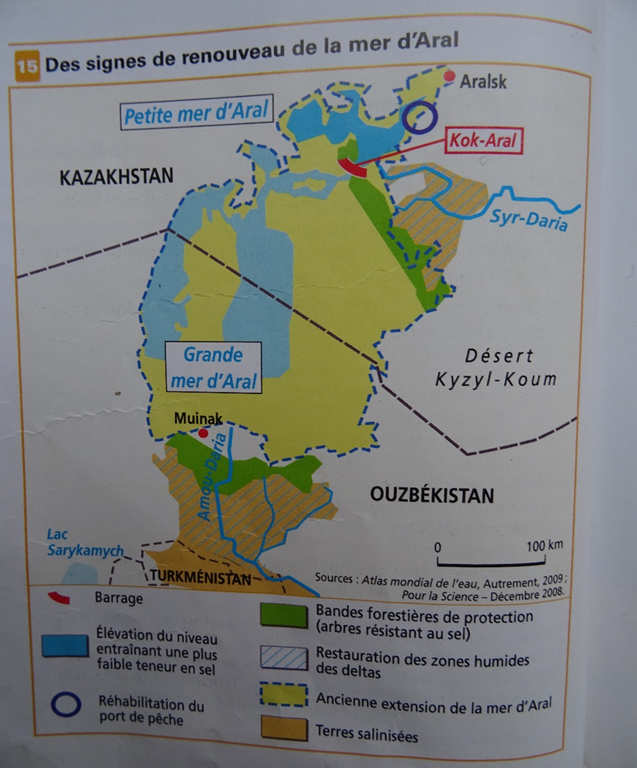 15 Des signes de renouveau de la mer d'Aral
Aralsk
Petite mer d'Aral
Kok-Aral
KAZAKHSTAN
Syr-Daria
Grande
mer d'Aral
Désert
Kyzyl-Koum
Muinak
Amou-Daria
OUZBÉKISTAN
Lac
Sarykamych
TURKMÉNISTAN
0 100 km
Sources : Atlas mondial de l'eau, Autrement, 2009 ;
Pour la Science – Décembre 2008.
Barrage
Élévation du niveau
entraînant une plus
faible teneur en sel
Réhabilitation du
port de pêche
Bandes forestières de protection
(arbres résistant au sel)
Restauration des zones humides
des deltas
Ancienne extension de la mer d'Aral
Terres salinisées